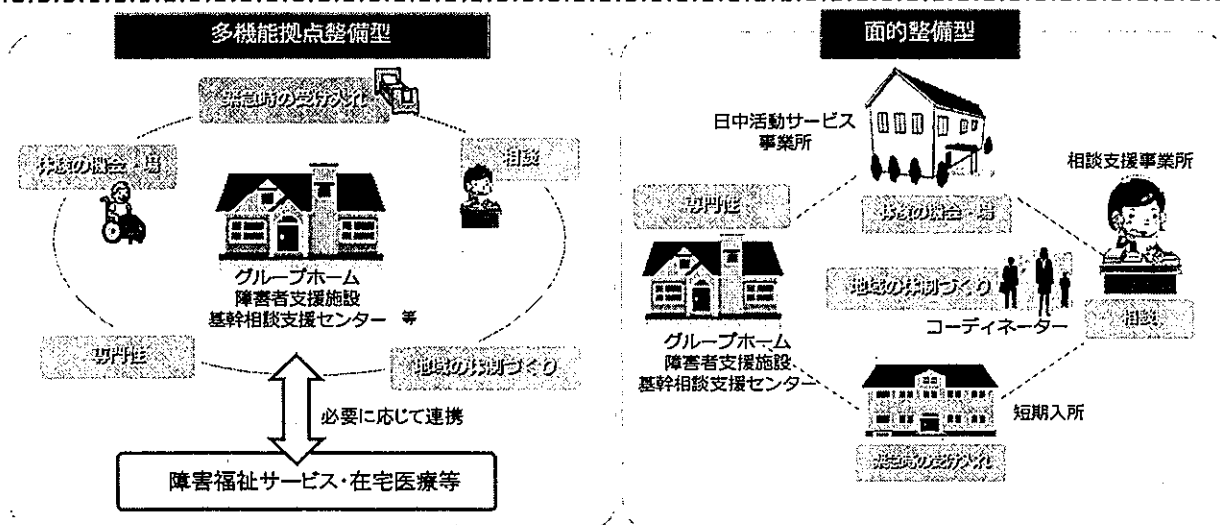 多機能拠点整備型
緊急時の受け入れ
体験の機会・場
相談
グループホーム
障害者支援施設
基幹相談支援センター 等
専門性
地域の体制づくり
必要に応じて連携
障害福祉サービス・在宅医療等
面的整備型
日中活動サービス
事業所
相談支援事業所
専門性
体験の機会・場
地域の体制づくり
コーディネーター
相談
グループホーム
障害者支援施設
基幹相談支援センター
短期入所
緊急時の受け入れ